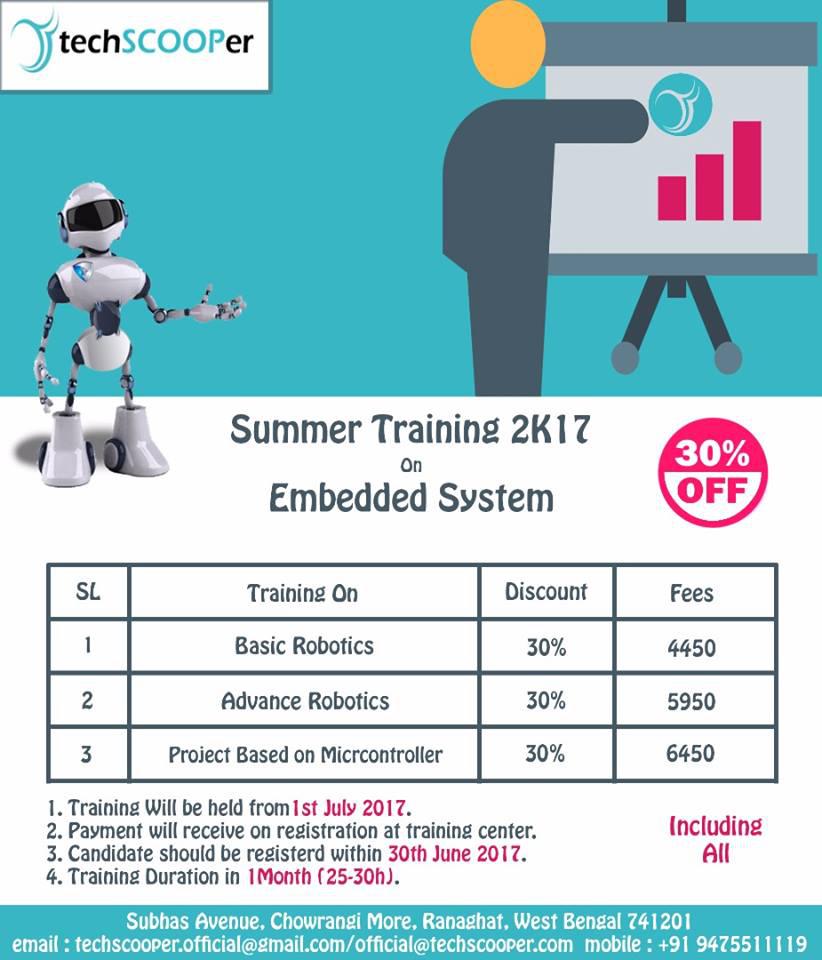 techSCOOPer
Summer Training 2K17
On
Embedded System
30%
OFF
SL Training On Discount Fees
1 Basic Robotics 30% 4450
2 Advance Robotics 30% 5950
3 Project Based on Micrcontroller 30% 6450
1. Training Will be held from 1st July 2017.
2. Payment will receive on registration at training center.
3. Candidate should be registerd within 30th June 2017.
4. Training Duration in 1Month (25-30h).
Including
All
Subhas Avenue, Chowrangi More, Ranaghat, West Bengal 741201
email : techscooper.official@gmail.com/official@techscooper.com mobile : +91 9475511119